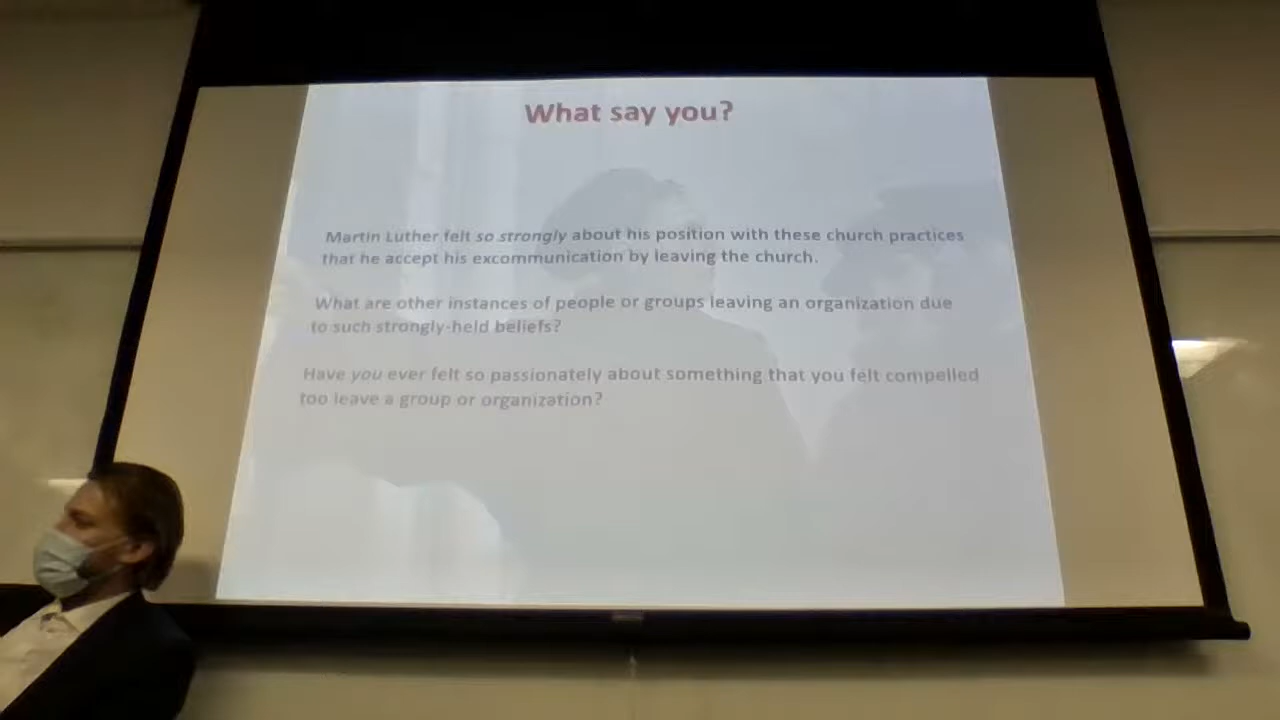 What say you?
Martin Luther felt so strongly about his position with these church practices
that he accept his excommunication by leaving the church.
What are other instances of people or groups leaving an organization due
to such strongly-held beliefs?
Have you ever felt so passionately about something that you felt compelled
too leave a group or organization?